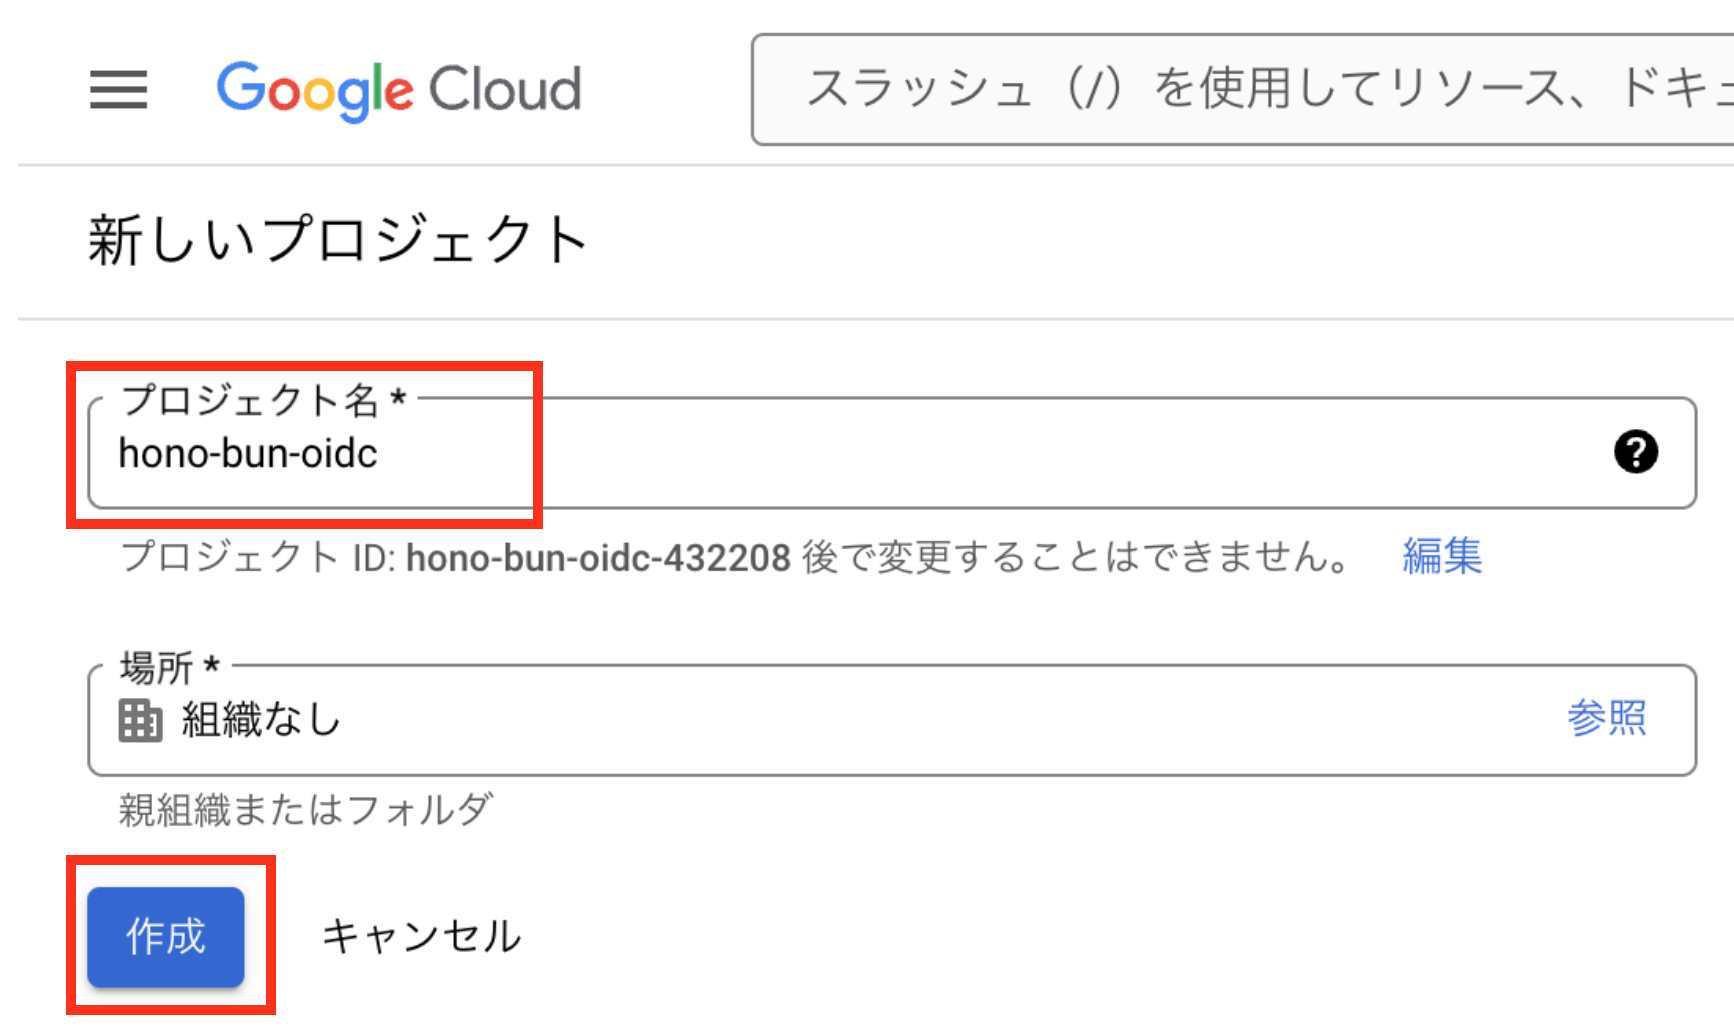 Google Cloud
スラッシュ（/）を使用してリソース、ドキュ
新しいプロジェクト
プロジェクト名 *
hono-bun-oidc
プロジェクト ID: hono-bun-oidc-432208 後で変更することはできません。 編集
場所 *
組織なし 参照
親組織またはフォルダ
作成 キャンセル